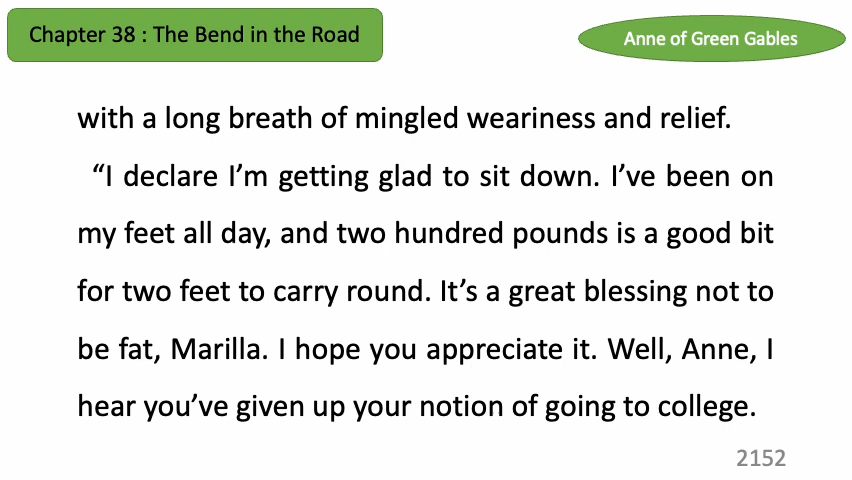 Chapter 38 : The Bend in the Road
Anne of Green Gables
with a long breath of mingled weariness and relief.
“I declare I’m getting glad to sit down. I’ve been on
my feet all day, and two hundred pounds is a good bit
for two feet to carry round. It’s a great blessing not to
be fat, Marilla. I hope you appreciate it. Well, Anne, I
hear you’ve given up your notion of going to college.
2152